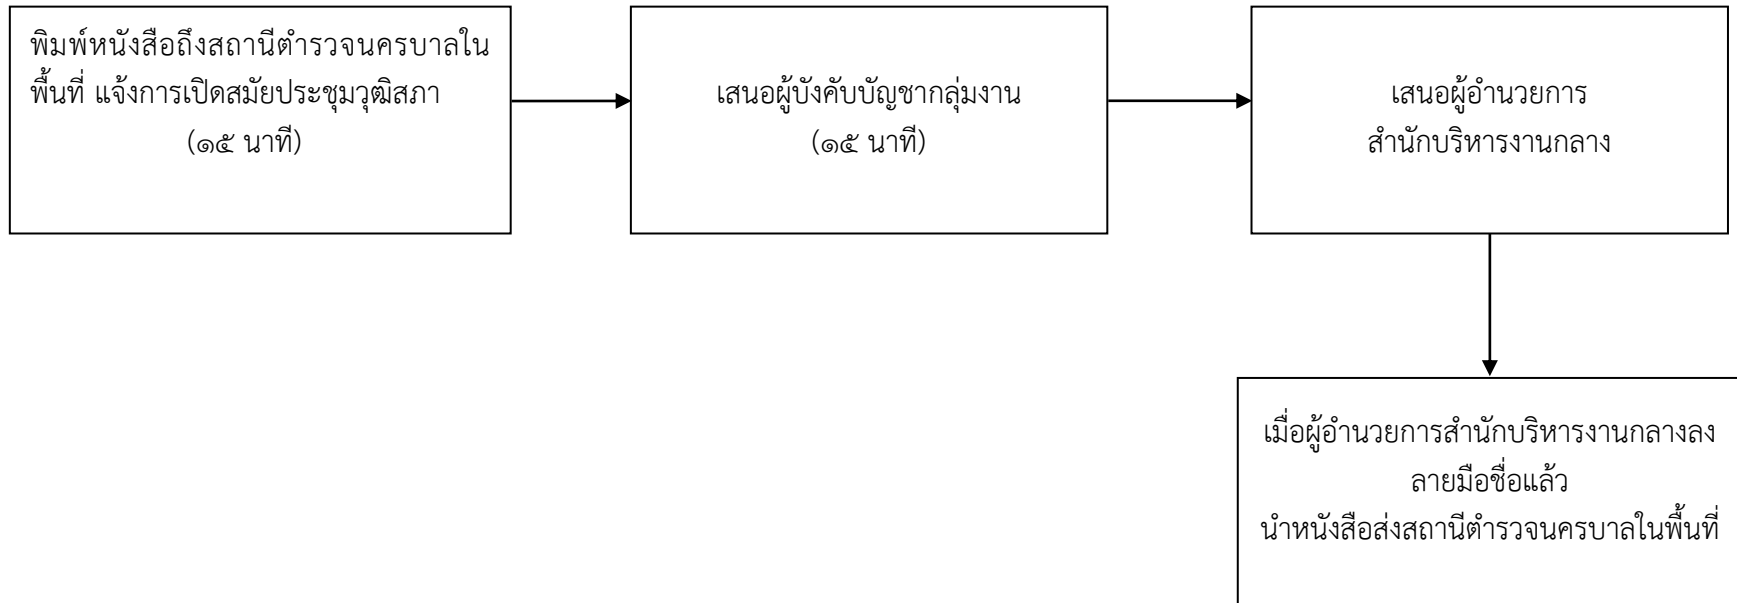 พิมพ์หนังสือถึงสถานีตำรวจนครบาลใน
พื้นที่ แจ้งการเปิดสมัยประชุมวุฒิสภา
(๑๕ นาที)
เสนอผู้บังคับบัญชากลุ่มงาน
(๑๕ นาที)
เสนอผู้อำนวยการ
สำนักบริหารงานกลาง
เมื่อผู้อำนวยการสำนักบริหารงานกลางลง
ลายมือชื่อแล้ว
นำหนังสือส่งสถานีตำรวจนครบาลในพื้นที่